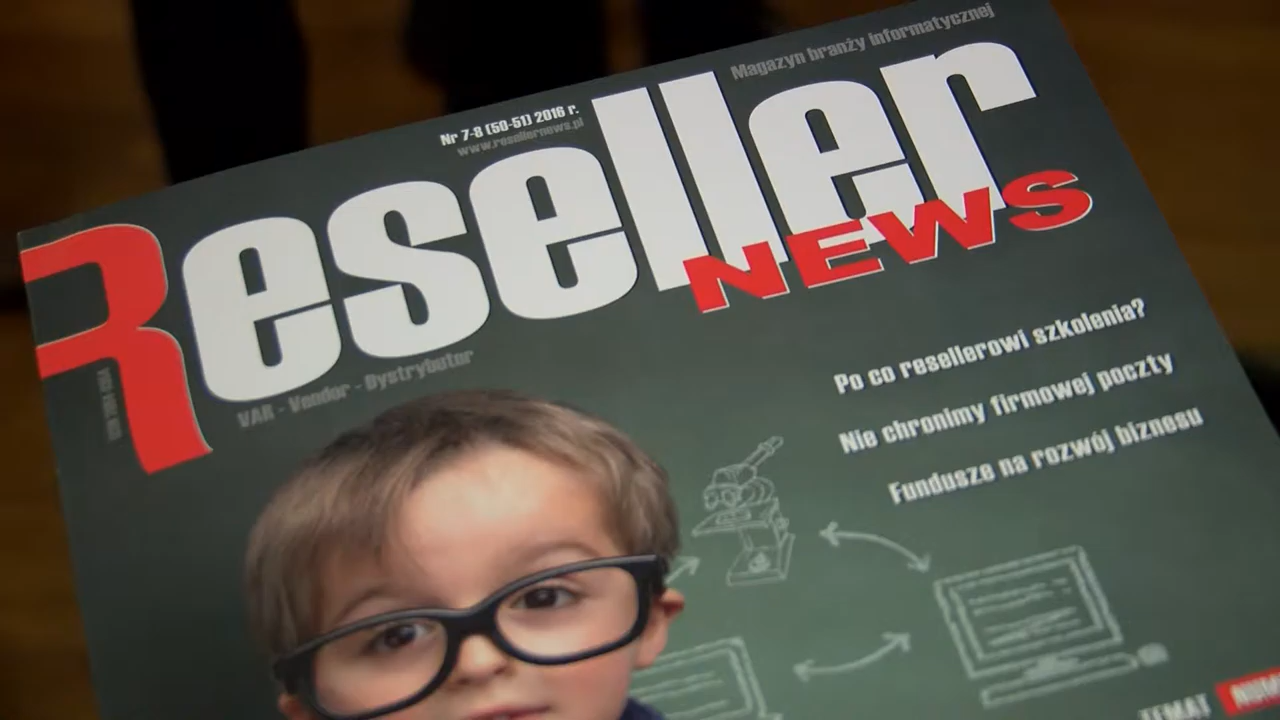 Magazyn branży informatycznej
Nr 7-8 (50-51) 2016 r.
www.resellernews.pl
Reseller
NEWS
VAR - Vendor - Dystrybutor
Po co resellerowi szkolenia?
Nie chronimy firmowej poczty
Fundusze na rozwój biznesu
TEMAT